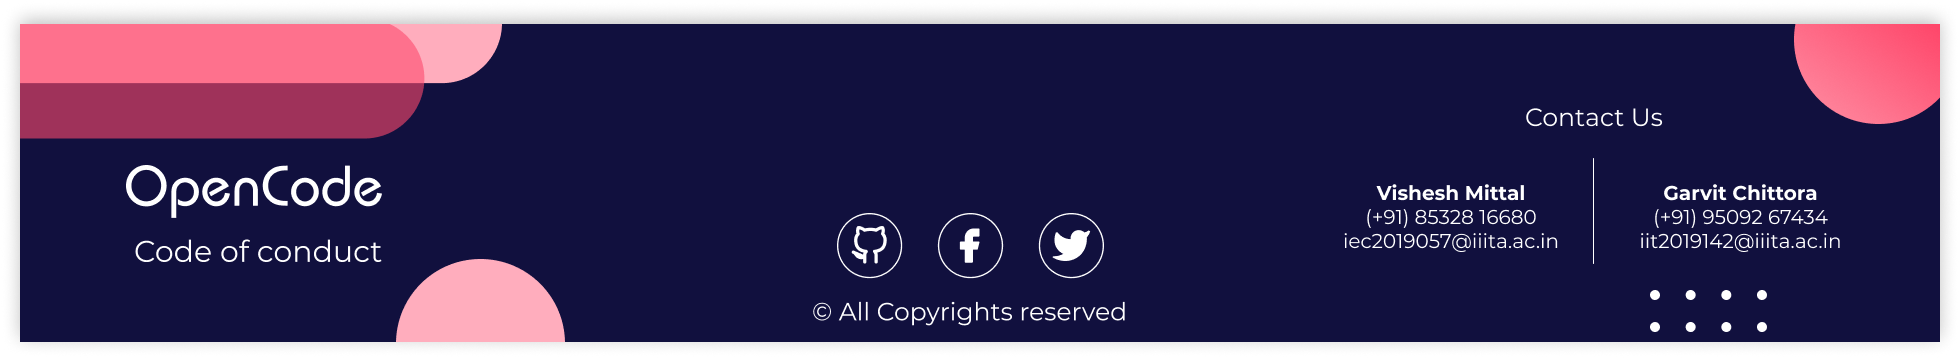 OpenCode
Code of conduct
© All Copyrights reserved
Contact Us
Vishesh Mittal
(+91) 85328 16680
iec2019057@iiita.ac.in
Garvit Chittora
(+91) 95092 67434
iit2019142@iiita.ac.in